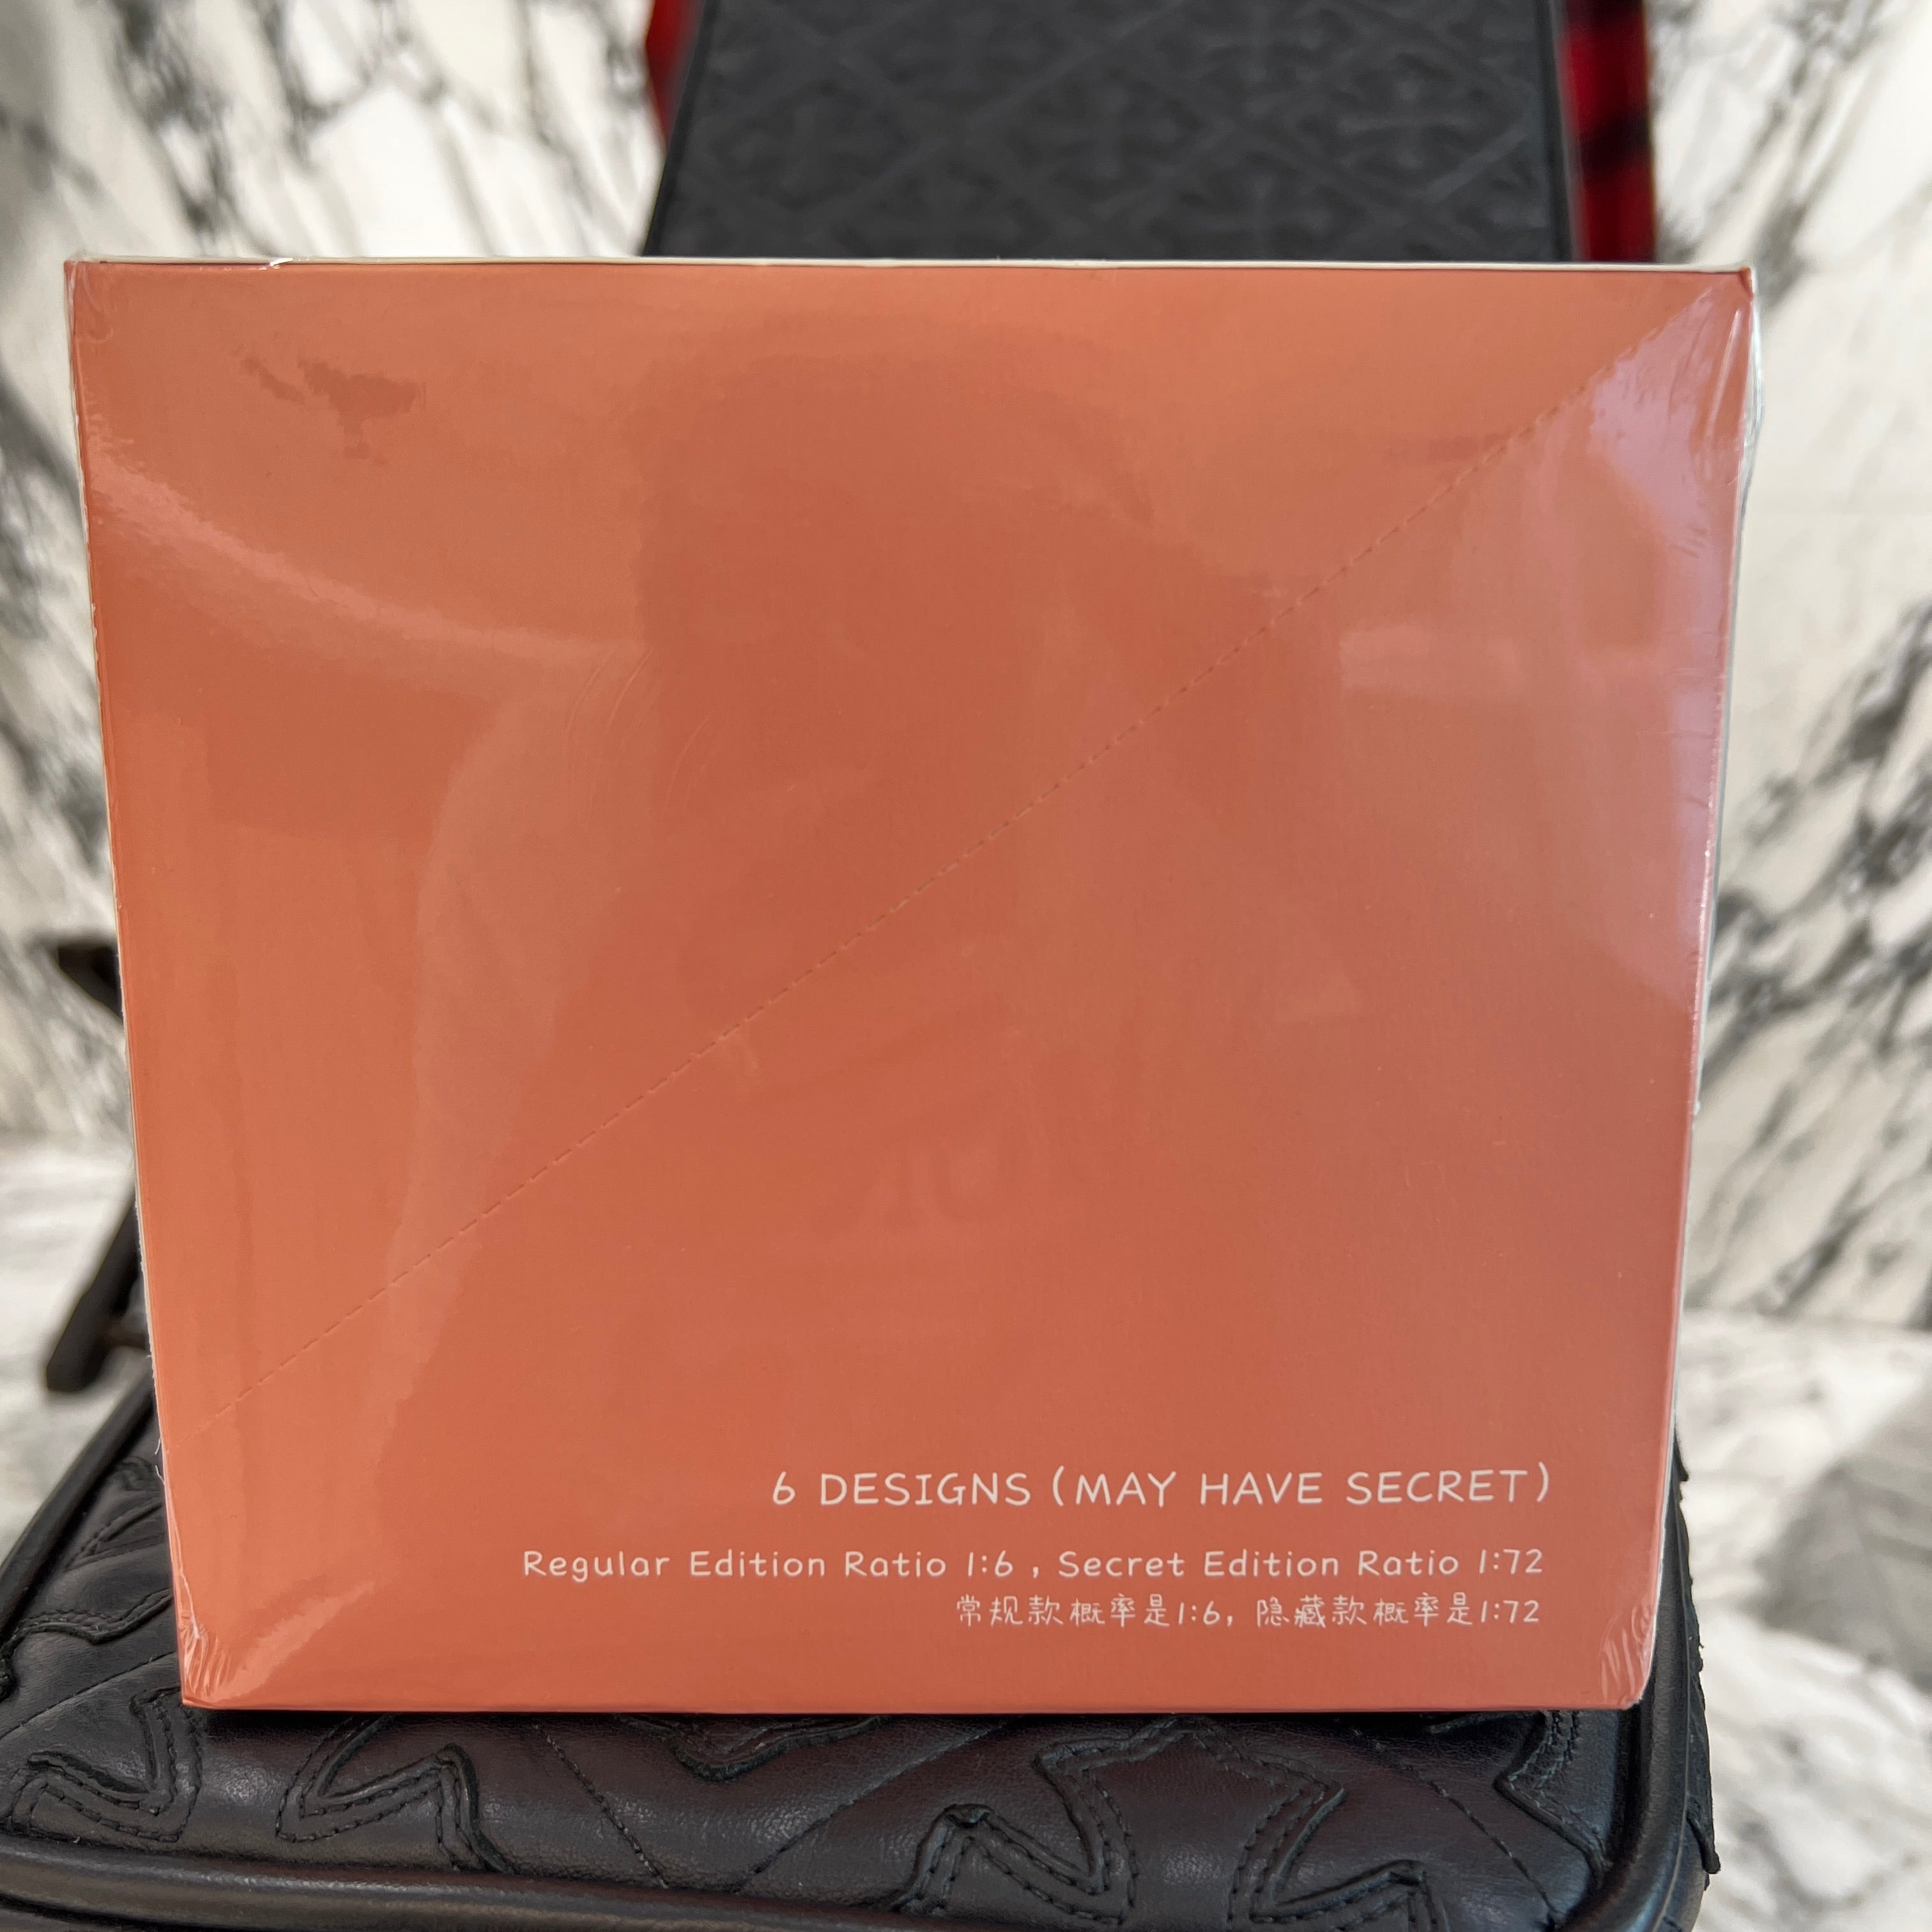 6 DESIGNS (MAY HAVE SECRET)
Regular Edition Ratio 1:6 , Secret Edition Ratio 1:72
常规款概率是1:6, 隐藏款概率是1:72